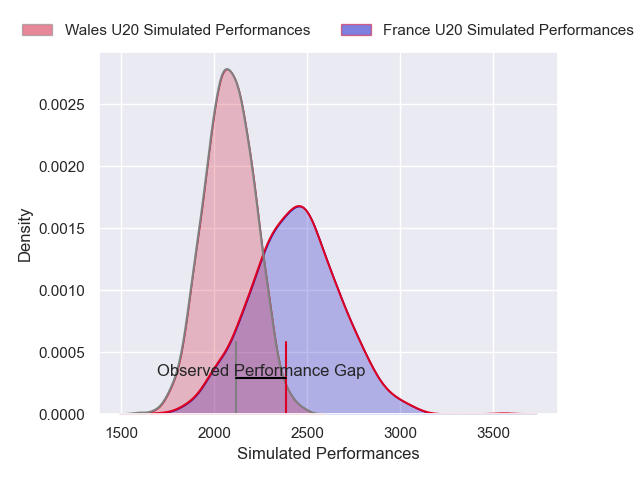 Wales U20 Simulated Performances
France U20 Simulated Performances
0.0025
0.0020
0.0015
0.0010
0.0005
0.0000
Density
Observed Performance Gap
1500
2000
2500
3000
3500
Simulated Performances